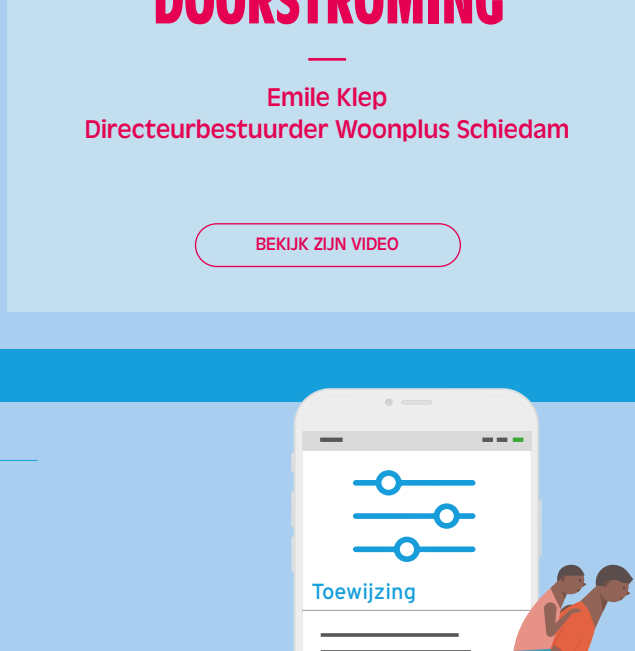 DOORSTROMING
Emile Klep
Directeurbestuurder Woonplus Schiedam
BEKIJK ZIJN VIDEO
Toewijzing